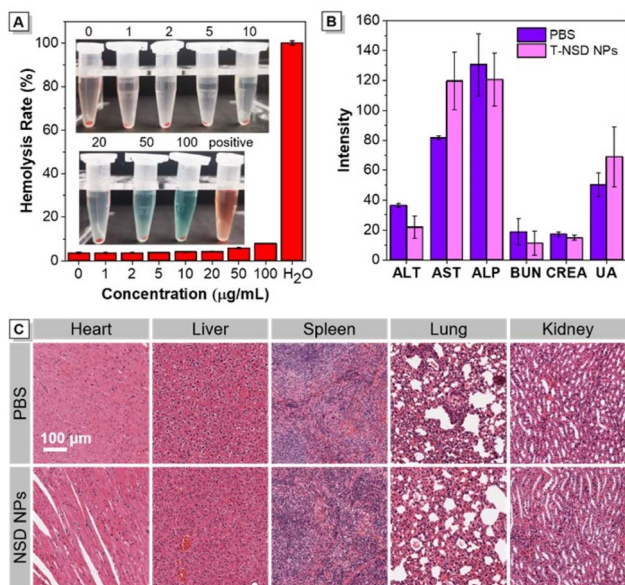 A
Hemolysis Rate (%)
100
80
60
40
20
0
0 1 2 5 10
20 50 100 positive
0 1 2 5 10 20 50 100 H₂O
Concentration (μg/mL)
B
Intensity
160
140
120
100
80
60
40
20
0
PBS
T-NSD NPs
ALT AST ALP BUN CREA UA
C
Heart Liver Spleen Lung Kidney
PBS
100 μm
NSD NPs